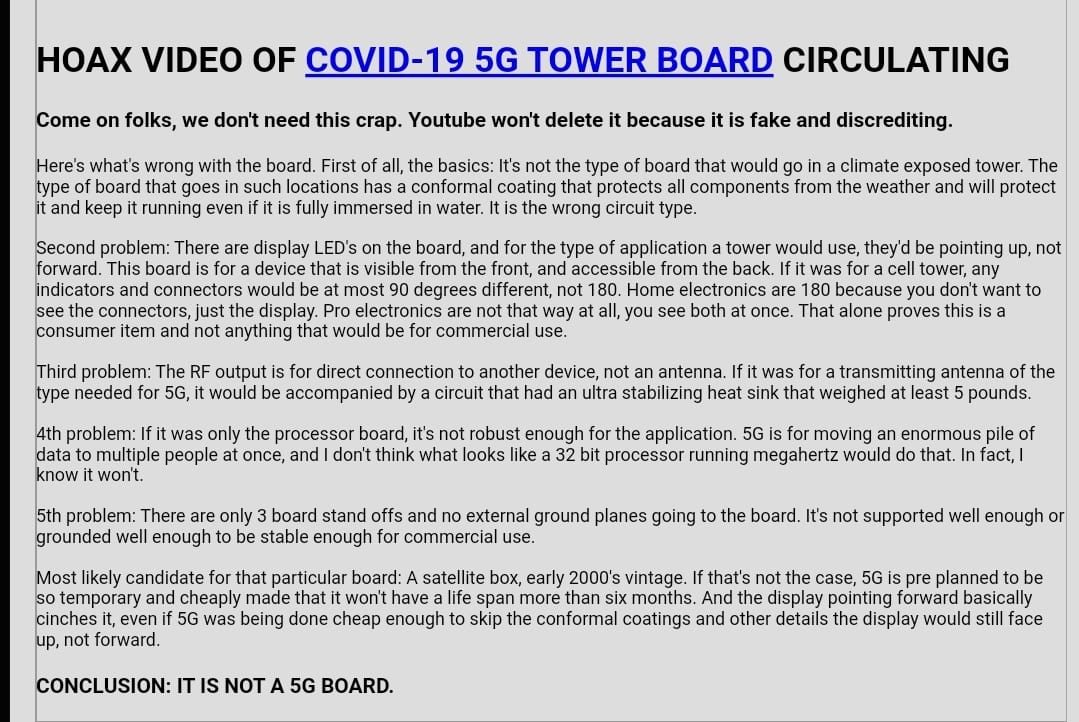 HOAX VIDEO OF COVID-19 5G TOWER BOARD CIRCULATING
Come on folks, we don't need this crap. Youtube won't delete it because it is fake and discrediting.
Here's what's wrong with the board. First of all, the basics: It's not the type of board that would go in a climate exposed tower. The
type of board that goes in such locations has a conformal coating that protects all components from the weather and will protect
it and keep it running even if it is fully immersed in water. It is the wrong circuit type.
Second problem: There are display LED's on the board, and for the type of application a tower would use, they'd be pointing up, not
forward. This board is for a device that is visible from the front, and accessible from the back. If it was for a cell tower, any
indicators and connectors would be at most 90 degrees different, not 180. Home electronics are 180 because you don't want to
see the connectors, just the display. Pro electronics are not that way at all, you see both at once. That alone proves this is a
consumer item and not anything that would be for commercial use.
Third problem: The RF output is for direct connection to another device, not an antenna. If it was for a transmitting antenna of the
type needed for 5G, it would be accompanied by a circuit that had an ultra stabilizing heat sink that weighed at least 5 pounds.
4th problem: If it was only the processor board, it's not robust enough for the application. 5G is for moving an enormous pile of
data to multiple people at once, and I don't think what looks like a 32 bit processor running megahertz would do that. In fact, I
know it won't.
5th problem: There are only 3 board stand offs and no external ground planes going to the board. It's not supported well enough or
grounded well enough to be stable enough for commercial use.
Most likely candidate for that particular board: A satellite box, early 2000's vintage. If that's not the case, 5G is pre planned to be
so temporary and cheaply made that it won't have a life span more than six months. And the display pointing forward basically
cinches it, even if 5G was being done cheap enough to skip the conformal coatings and other details the display would still face
up, not forward.
CONCLUSION: IT IS NOT A 5G BOARD.